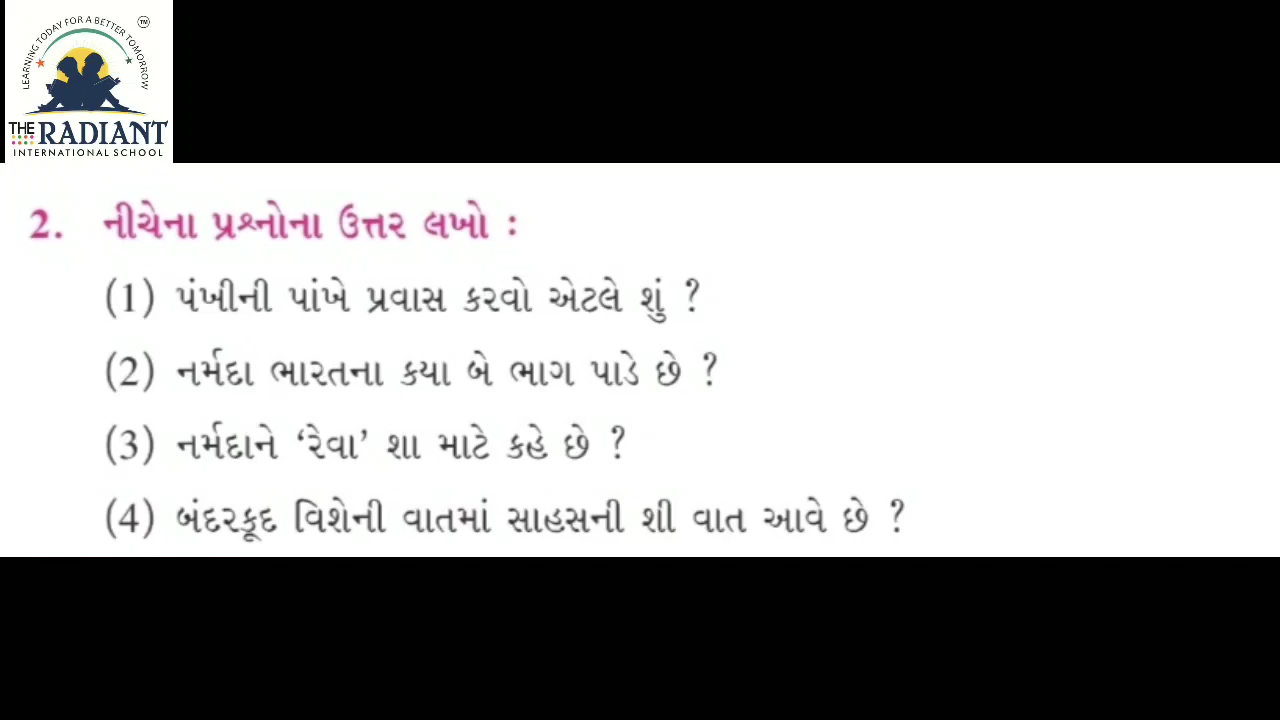 LEARNING TODAY FOR A BETTER TOMORROW
TM
THE RADIANT
INTERNATIONAL SCHOOL
2. નીચેના પ્રશ્નોના ઉત્તર લખો :
(1) પંખીની પાંખે પ્રવાસ કરવો એટલે શું ?
(2) નર્મદા ભારતના કયા બે ભાગ પાડે છે ?
(3) નર્મદાને ‘રેવા’ શા માટે કહે છે ?
(4) બંદરકૂદ વિશેની વાતમાં સાહસની શી વાત આવે છે ?